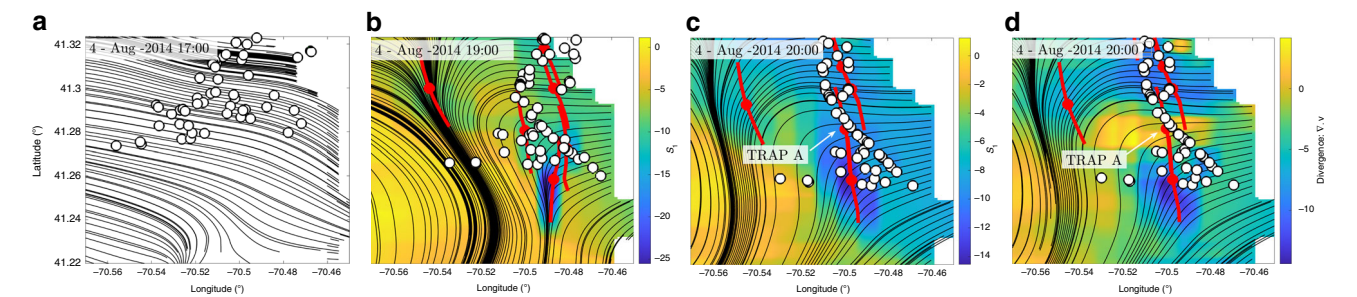 a
b
c
d
4 - Aug -2014 17:00
4 - Aug -2014 19:00
4 - Aug -2014 20:00
4 - Aug -2014 20:00
41.32
41.3
41.28
41.26
41.24
41.22
Latitude (°)
−70.56 −70.54 −70.52 −70.5 −70.48 −70.46
Longitude (°)
−70.56 −70.54 −70.52 −70.5 −70.48 −70.46
Longitude (°)
0
−5
−10
−15
−20
−25
S1
TRAP A
−70.56 −70.54 −70.52 −70.5 −70.48 −70.46
Longitude (°)
0
−2
−4
−6
−8
−10
−12
−14
S1
TRAP A
−70.56 −70.54 −70.52 −70.5 −70.48 −70.46
Longitude (°)
0
−5
−10
Divergence: ∇. v